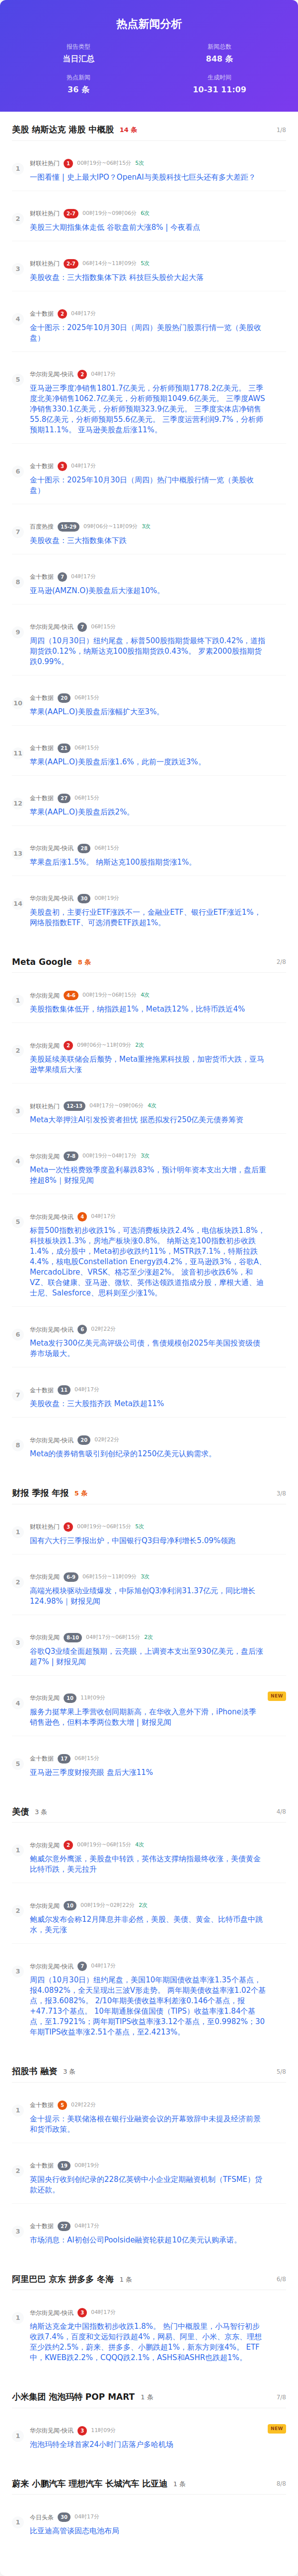 热点新闻分析
报告类型
当日汇总
新闻总数
848 条
热点新闻
36 条
生成时间
10-31 11:09
美股 纳斯达克 港股 中概股 14 条 1/8
1
财联社热门 1 00时19分~06时15分 5次
一图看懂 | 史上最大IPO？OpenAI与美股科技七巨头还有多大差距？
2
财联社热门 2-7 00时19分~09时06分 6次
美股三大期指集体走低 谷歌盘前大涨8% | 今夜看点
3
财联社热门 2-7 06时14分~11时09分 5次
美股收盘：三大指数集体下跌 科技巨头股价大起大落
4
金十数据 2 04时17分
金十图示：2025年10月30日（周四）美股热门股票行情一览（美股收
盘）
5
华尔街见闻-快讯 2 04时17分
亚马逊三季度净销售1801.7亿美元，分析师预期1778.2亿美元。 三季
度北美净销售1062.7亿美元，分析师预期1049.6亿美元。 三季度AWS
净销售330.1亿美元，分析师预期323.9亿美元。 三季度实体店净销售
55.8亿美元，分析师预期55.6亿美元。 三季度运营利润9.7%，分析师
预期11.1%。 亚马逊美股盘后涨11%。
6
金十数据 3 04时17分
金十图示：2025年10月30日（周四）热门中概股行情一览（美股收
盘）
7
百度热搜 15-29 09时06分~11时09分 3次
美股收盘：三大指数集体下跌
8
金十数据 7 04时17分
亚马逊(AMZN.O)美股盘后大涨超10%。
9
华尔街见闻-快讯 7 06时15分
周四（10月30日）纽约尾盘，标普500股指期货最终下跌0.42%，道指
期货跌0.12%，纳斯达克100股指期货跌0.43%。 罗素2000股指期货
跌0.99%。
10
金十数据 20 06时15分
苹果(AAPL.O)美股盘后涨幅扩大至3%。
11
金十数据 21 06时15分
苹果(AAPL.O)美股盘后涨1.6%，此前一度跌近3%。
12
金十数据 27 06时15分
苹果(AAPL.O)美股盘后跌2%。
13
华尔街见闻-快讯 28 06时15分
苹果盘后涨1.5%。 纳斯达克100股指期货涨1%。
14
华尔街见闻-快讯 30 00时19分
美股盘初，主要行业ETF涨跌不一，金融业ETF、银行业ETF涨近1%，
网络股指数ETF、可选消费ETF跌超1%。
Meta Google 8 条 2/8
1
华尔街见闻 4-6 00时19分~06时15分 4次
美股指数集体低开，纳指跌超1%，Meta跌12%，比特币跌近4%
2
华尔街见闻 2 09时06分~11时09分 2次
美股延续美联储会后颓势，Meta重挫拖累科技股，加密货币大跌，亚马
逊苹果绩后大涨
3
财联社热门 12-13 04时17分~09时06分 4次
Meta大举押注AI引发投资者担忧 据悉拟发行250亿美元债券筹资
4
华尔街见闻 7-8 00时19分~04时17分 3次
Meta一次性税费致季度盈利暴跌83%，预计明年资本支出大增，盘后重
挫超8% | 财报见闻
5
华尔街见闻-快讯 4 04时17分
标普500指数初步收跌1%，可选消费板块跌2.4%，电信板块跌1.8%，
科技板块跌1.3%，房地产板块涨0.8%。 纳斯达克100指数初步收跌
1.4%，成分股中，Meta初步收跌约11%，MSTR跌7.1%，特斯拉跌
4.4%，核电股Constellation Energy跌4.2%，亚马逊跌3%，谷歌A、
MercadoLibre、VRSK、格芯至少涨超2%。 波音初步收跌6%，和
VZ、联合健康、亚马逊、微软、英伟达领跌道指成分股，摩根大通、迪
士尼、Salesforce、思科则至少涨1%。
6
华尔街见闻-快讯 6 02时22分
Meta发行300亿美元高评级公司债，售债规模创2025年美国投资级债
券市场最大。
7
金十数据 11 04时17分
美股收盘：三大股指齐跌 Meta跌超11%
8
华尔街见闻-快讯 20 02时22分
Meta的债券销售吸引到创纪录的1250亿美元认购需求。
财报 季报 年报 5 条 3/8
1
财联社热门 3 00时19分~06时15分 5次
国有六大行三季报出炉，中国银行Q3归母净利增长5.09%领跑
2
华尔街见闻 6-9 06时15分~11时09分 3次
高端光模块驱动业绩爆发，中际旭创Q3净利润31.37亿元，同比增长
124.98% | 财报见闻
3
华尔街见闻 8-10 04时17分~06时15分 2次
谷歌Q3业绩全面超预期，云亮眼，上调资本支出至930亿美元，盘后涨
超7% | 财报见闻
4
华尔街见闻 10 11时09分 NEW
服务力挺苹果上季营收创同期新高，在华收入意外下滑，iPhone淡季
销售逊色，但料本季两位数大增 | 财报见闻
5
金十数据 17 06时15分
亚马逊三季度财报亮眼 盘后大涨11%
美债 3 条 4/8
1
华尔街见闻 2 00时19分~06时15分 4次
鲍威尔意外鹰派，美股盘中转跌，英伟达支撑纳指最终收涨，美债黄金
比特币跌，美元拉升
2
华尔街见闻 10 00时19分~02时22分 2次
鲍威尔发布会称12月降息并非必然，美股、美债、黄金、比特币盘中跳
水，美元涨
3
华尔街见闻-快讯 7 04时17分
周四（10月30日）纽约尾盘，美国10年期国债收益率涨1.35个基点，
报4.0892%，全天呈现出三波V形走势。 两年期美债收益率涨1.02个基
点，报3.6082%。 2/10年期美债收益率利差涨0.146个基点，报
+47.713个基点。 10年期通胀保值国债（TIPS）收益率涨1.84个基
点，至1.7921%；两年期TIPS收益率涨3.12个基点，至0.9982%；30
年期TIPS收益率涨2.51个基点，至2.4213%。
招股书 融资 3 条 5/8
1
金十数据 5 02时22分
金十提示：美联储洛根在银行业融资会议的开幕致辞中未提及经济前景
和货币政策。
2
金十数据 19 00时19分
英国央行收到创纪录的228亿英镑中小企业定期融资机制（TFSME）贷
款还款。
3
金十数据 27 04时17分
市场消息：AI初创公司Poolside融资轮获超10亿美元认购承诺。
阿里巴巴 京东 拼多多 冬海 1 条 6/8
1
华尔街见闻-快讯 3 04时17分
纳斯达克金龙中国指数初步收跌1.8%。 热门中概股里，小马智行初步
收跌7.4%，百度和文远知行跌超4%，网易、阿里、小米、京东、理想
至少跌约2.5%，蔚来、拼多多、小鹏跌超1%，新东方则涨4%。 ETF
中，KWEB跌2.2%，CQQQ跌2.1%，ASHS和ASHR也跌超1%。
小米集团 泡泡玛特 POP MART 1 条 7/8
1
华尔街见闻-快讯 3 11时09分 NEW
泡泡玛特全球首家24小时门店落户多哈机场
蔚来 小鹏汽车 理想汽车 长城汽车 比亚迪 1 条 8/8
1
今日头条 30 04时17分
比亚迪高管谈固态电池布局